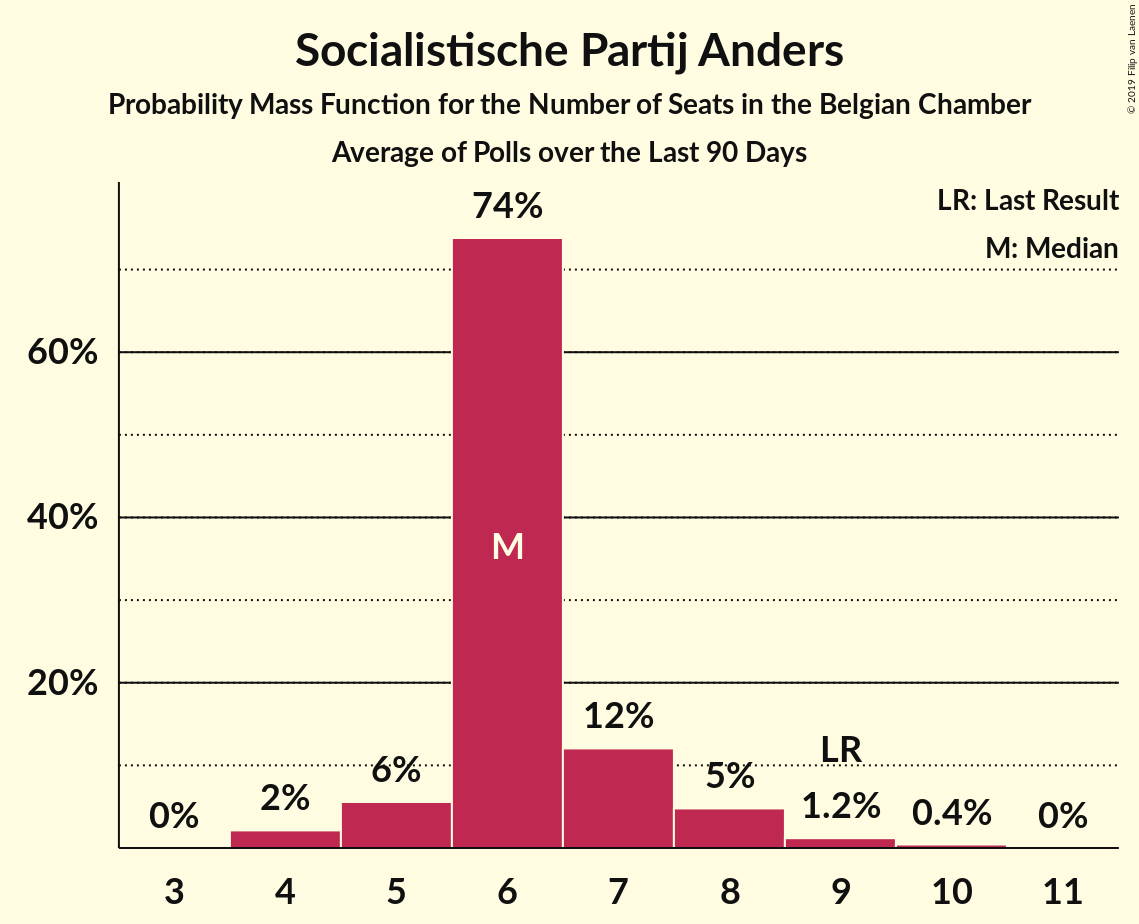 Socialistische Partij Anders
Probability Mass Function for the Number of Seats in the Belgian Chamber
Average of Polls over the Last 90 Days
© 2019 Filip van Laenen
LR: Last Result
M: Median
60%
40%
20%
0%
2%
6%
74%
M
12%
5%
LR
1.2%
0.4%
0%
3 4 5 6 7 8 9 10 11